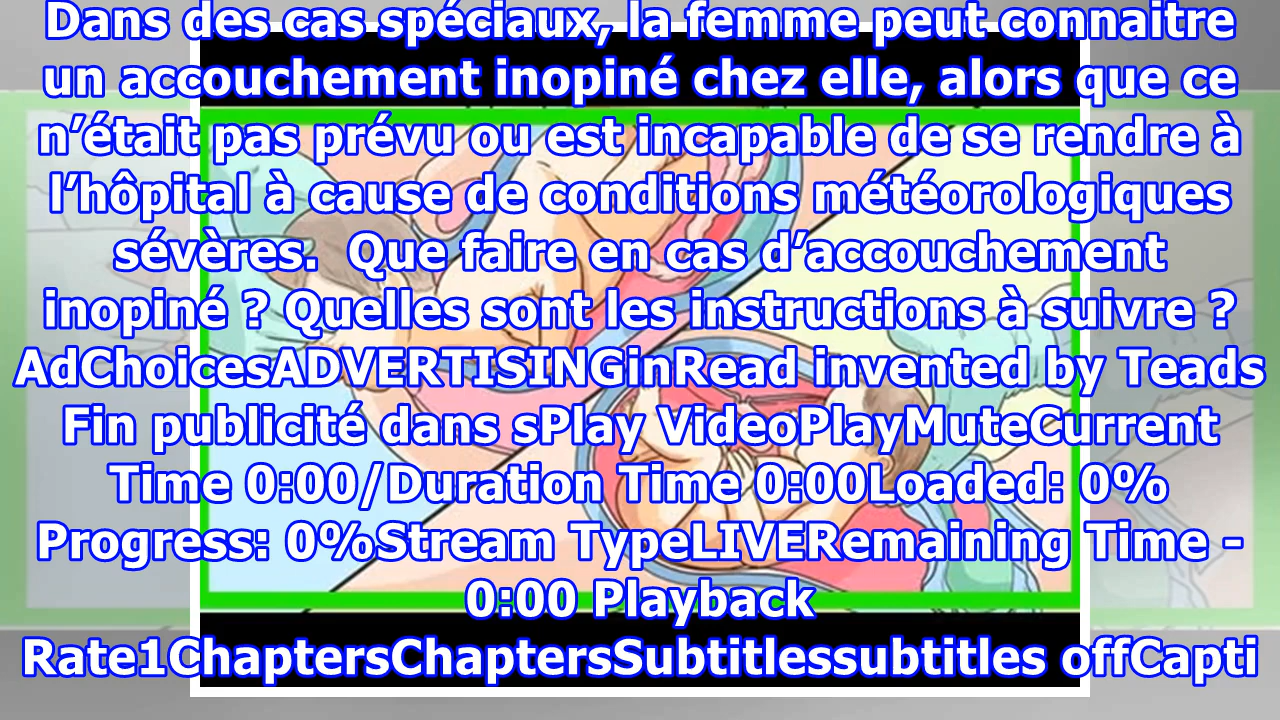 Dans des cas spéciaux, la femme peut connaitre
un accouchement inopiné chez elle, alors que ce
n’était pas prévu ou est incapable de se rendre à
l’hôpital à cause de conditions météorologiques
sévères.  Que faire en cas d’accouchement
inopiné ? Quelles sont les instructions à suivre ?
AdChoicesADVERTISINGinRead invented by Teads
Fin publicité dans sPlay VideoPlayMuteCurrent
Time 0:00/Duration Time 0:00Loaded: 0%
Progress: 0%Stream TypeLIVERemaining Time -
0:00 Playback
Rate1ChaptersChaptersSubtitlessubtitles offCapti